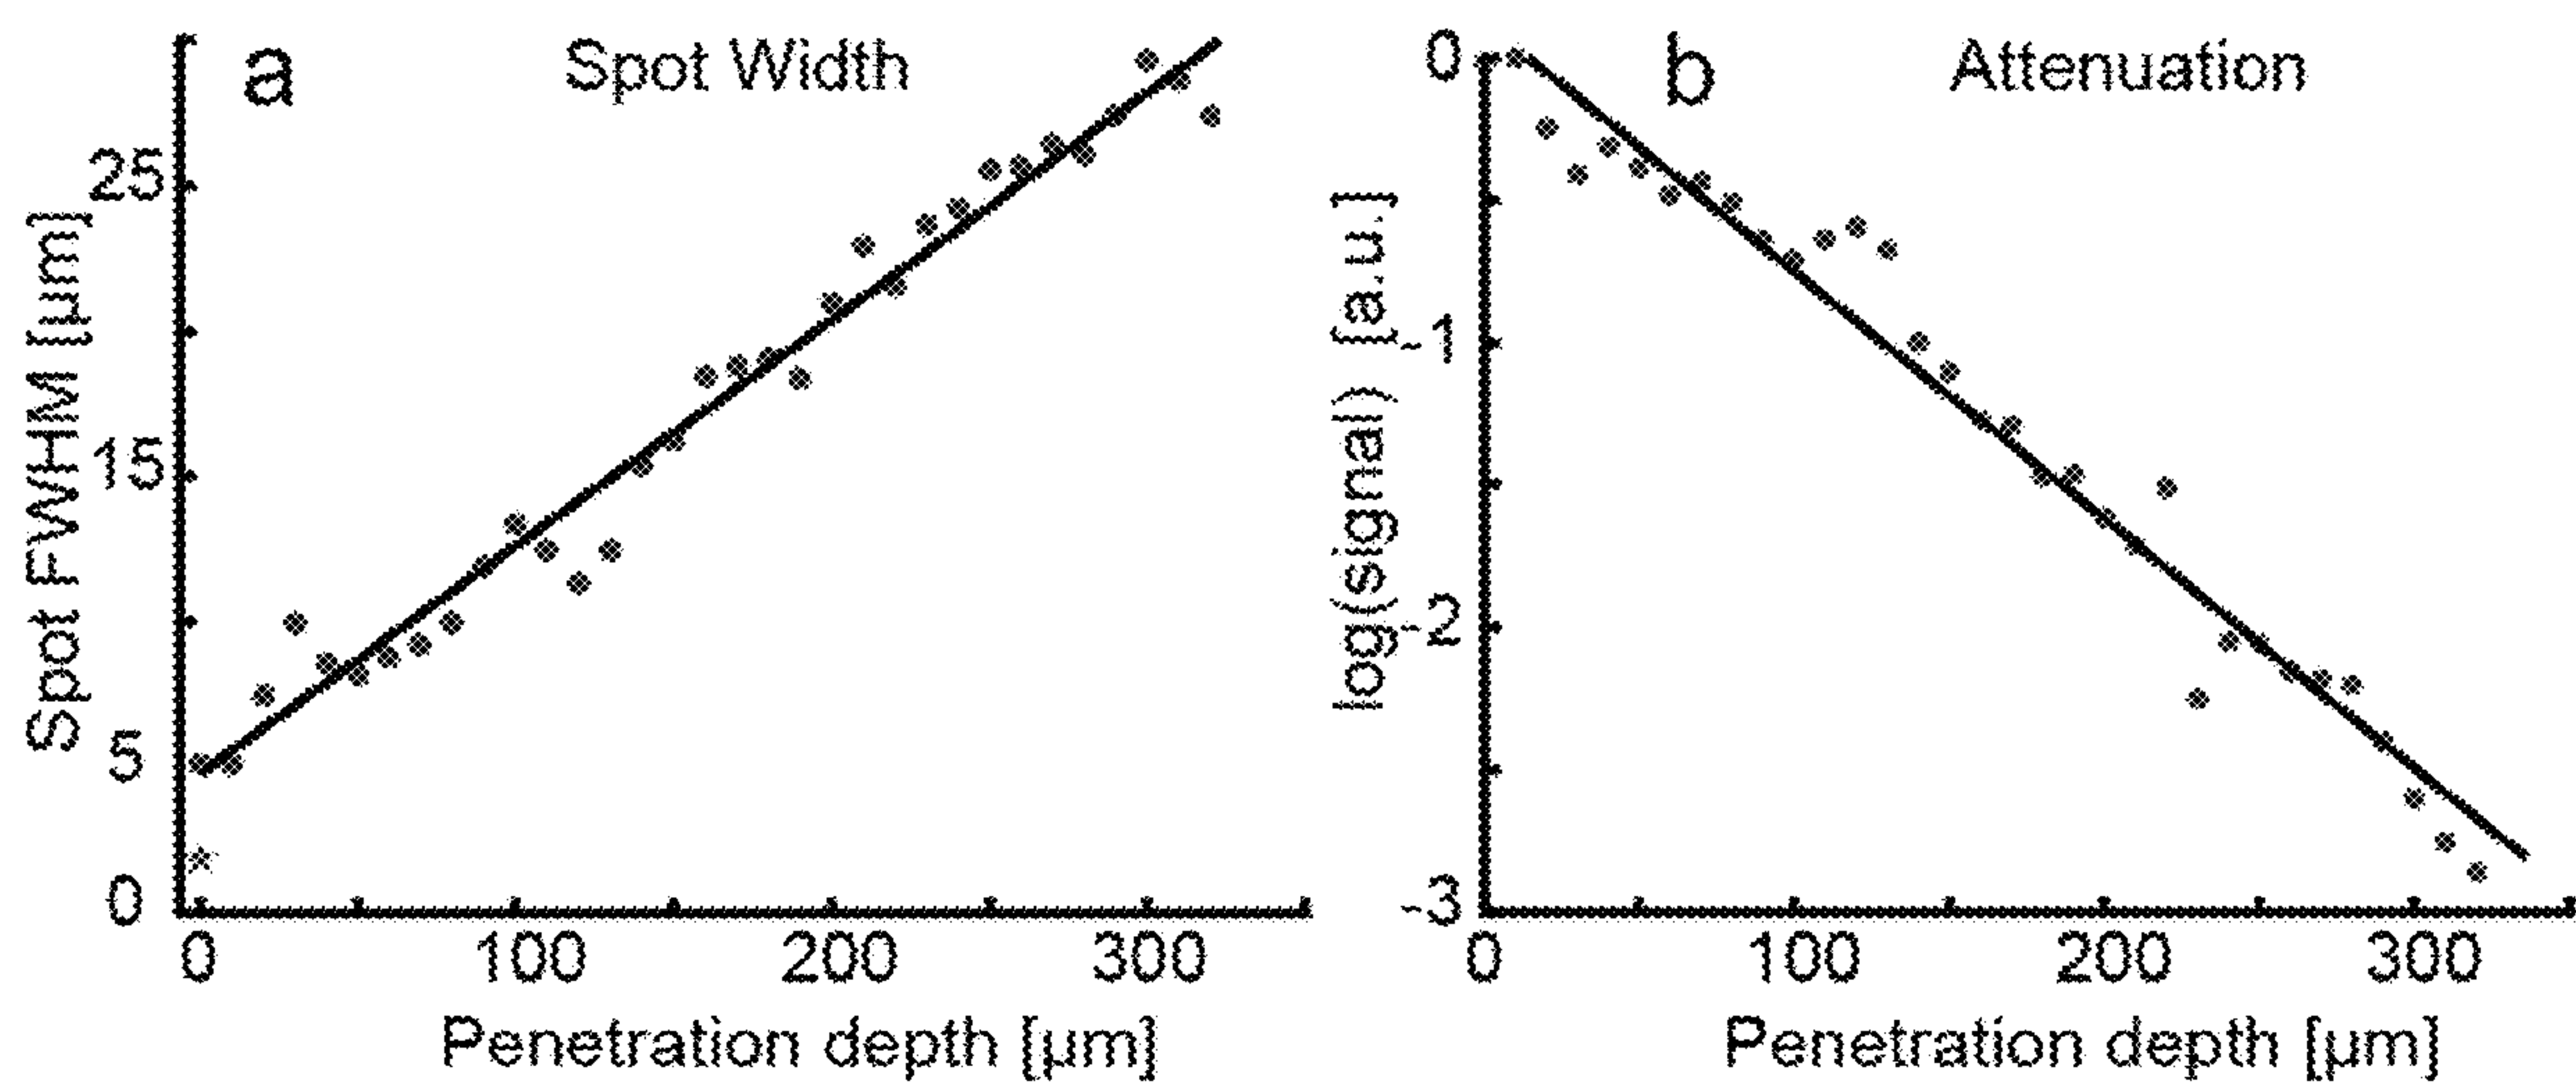 a Spot Width
Spot FWHM [µm]
25
15
5
0
0 100 200 300
Penetration depth [µm]
b Attenuation
log(signal) [a.u.]
0
-1
-2
-3
0 100 200 300
Penetration depth [µm]